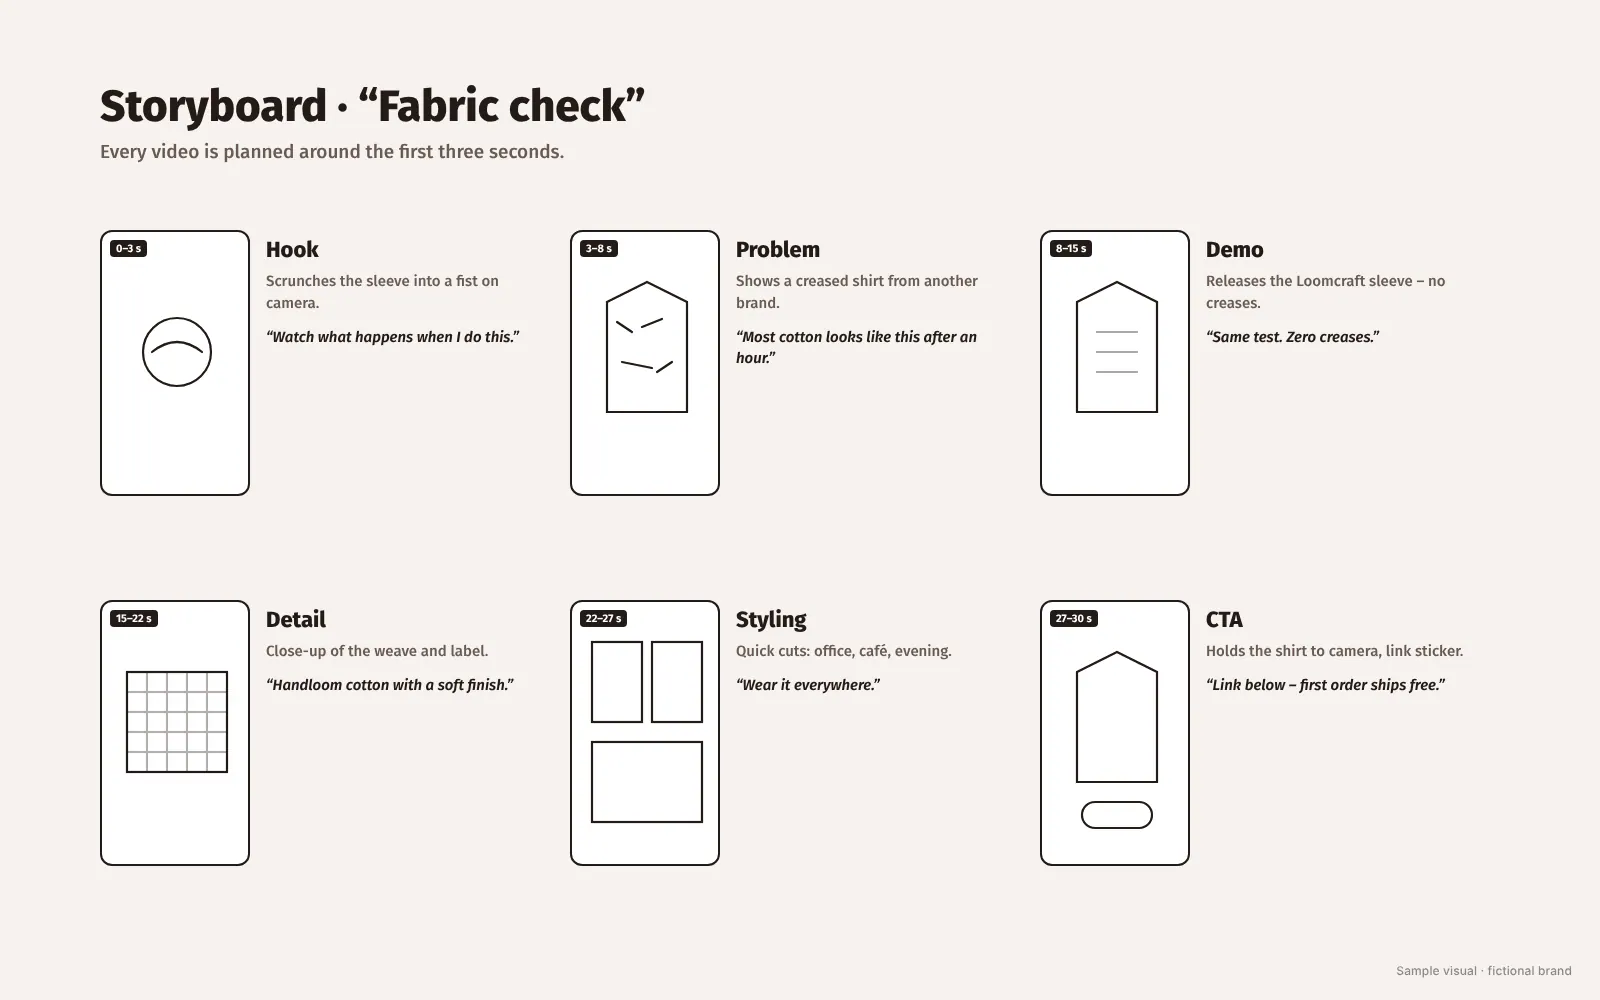 Storyboard · “Fabric check”
Every video is planned around the first three seconds.
0–3 s
Hook
Scrunches the sleeve into a fist on
camera.
“Watch what happens when I do this.”
3–8 s
Problem
Shows a creased shirt from another
brand.
“Most cotton looks like this after an
hour.”
8–15 s
Demo
Releases the Loomcraft sleeve – no
creases.
“Same test. Zero creases.”
15–22 s
Detail
Close-up of the weave and label.
“Handloom cotton with a soft finish.”
22–27 s
Styling
Quick cuts: office, café, evening.
“Wear it everywhere.”
27–30 s
CTA
Holds the shirt to camera, link sticker.
“Link below – first order ships free.”
Sample visual · fictional brand